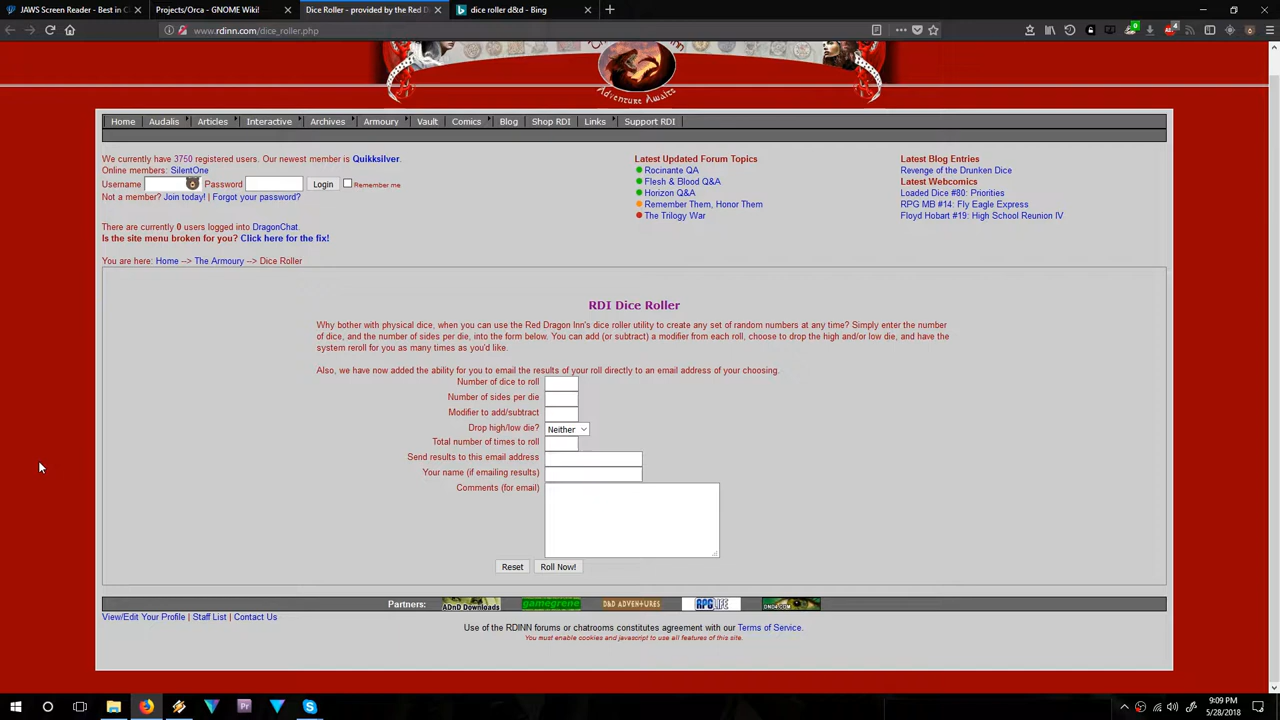 JAWS Screen Reader - Best in C
Projects/Orca - GNOME Wiki!
Dice Roller - provided by the Red D
dice roller d&td - Bing
www.rdinn.com/dice_roller.php
Adventure Awaits
Home Audalis Articles Interactive Archives Armoury Vault Comics Blog Shop RDI Links Support RDI
We currently have 3750 registered users. Our newest member is Quikksilver.
Online members: SilentOne
Username Password Login Remember me
Not a member? Join today! | Forgot your password?
There are currently 0 users logged into DragonChat.
Is the site menu broken for you? Click here for the fix!
Latest Updated Forum Topics
Rocinante QA
Flesh & Blood Q&A
Horizon Q&A
Remember Them, Honor Them
The Trilogy War
Latest Blog Entries
Revenge of the Drunken Dice
Latest Webcomics
Loaded Dice #80: Priorities
RPG MB #14: Fly Eagle Express
Floyd Hobart #19: High School Reunion IV
You are here: Home --> The Armoury --> Dice Roller
RDI Dice Roller
Why bother with physical dice, when you can use the Red Dragon Inn's dice roller utility to create any set of random numbers at any time? Simply enter the number
of dice, and the number of sides per die, into the form below. You can add (or subtract) a modifier from each roll, choose to drop the high and/or low die, and have the
system reroll for you as many times as you'd like.
Also, we have now added the ability for you to email the results of your roll directly to an email address of your choosing.
Number of dice to roll
Number of sides per die
Modifier to add/subtract
Drop high/low die? Neither
Total number of times to roll
Send results to this email address
Your name (if emailing results)
Comments (for email)
Reset Roll Now!
Partners: ADnD Downloads gamegrene D&D ADVENTURES RPGLIFE
View/Edit Your Profile | Staff List | Contact Us
Use of the RDINN forums or chatrooms constitutes agreement with our Terms of Service.
You must enable cookies and javascript to use all features of this site.
9:09 PM
5/28/2018